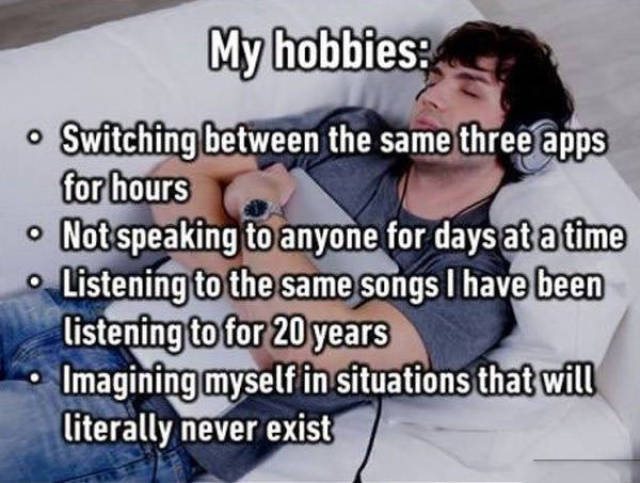 My hobbies:
• Switching between the same three apps
for hours
• Not speaking to anyone for days at a time
• Listening to the same songs I have been
listening to for 20 years
• Imagining myself in situations that will
literally never exist